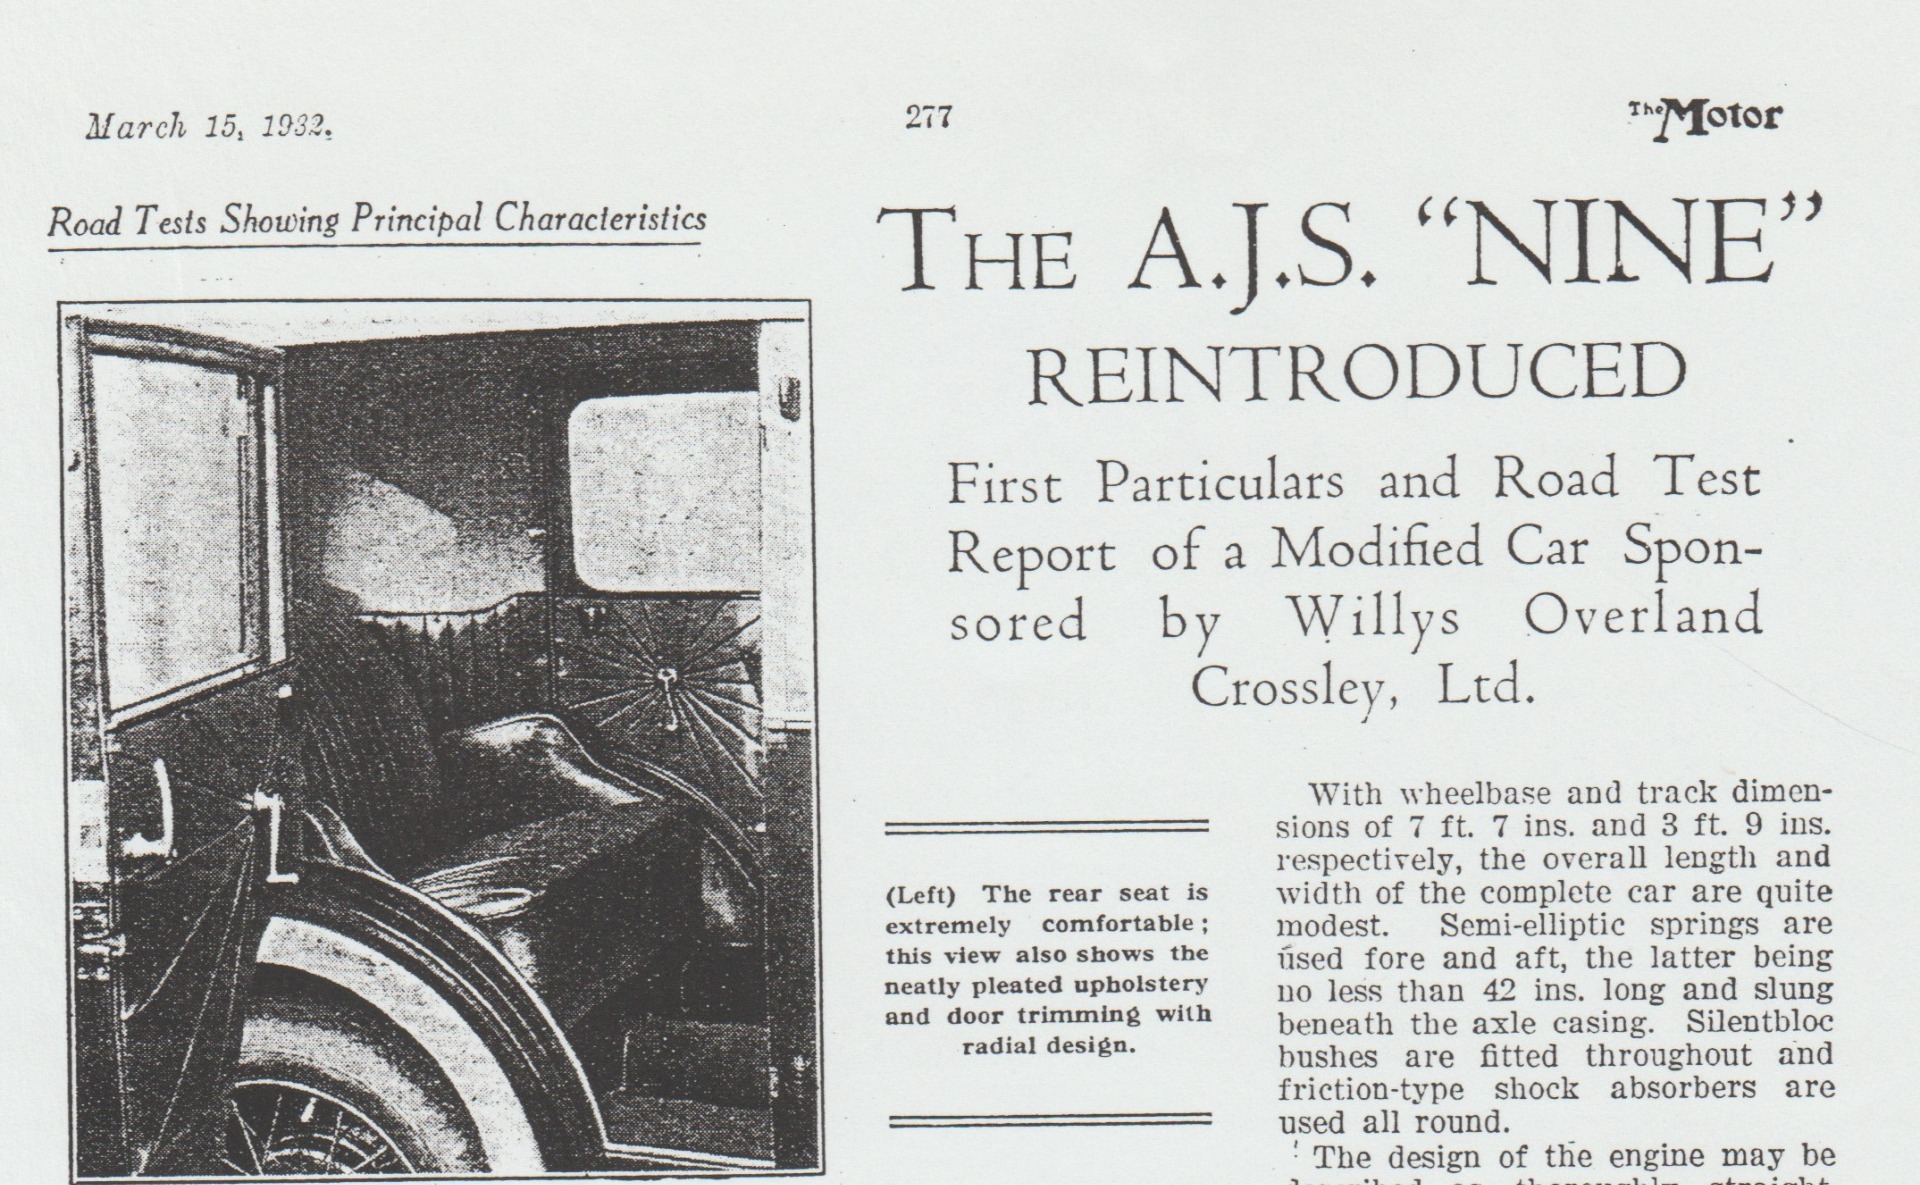 March 15, 1932.
277
The Motor
Road Tests Showing Principal Characteristics
THE A.J.S. “NINE”
REINTRODUCED
First Particulars and Road Test
Report of a Modified Car Spon-
sored by Willys Overland
Crossley, Ltd.
(Left) The rear seat is
extremely comfortable;
this view also shows the
neatly pleated upholstery
and door trimming with
radial design.
With wheelbase and track dimen-
sions of 7 ft. 7 ins. and 3 ft. 9 ins.
respectively, the overall length and
width of the complete car are quite
modest. Semi-elliptic springs are
used fore and aft, the latter being
no less than 42 ins. long and slung
beneath the axle casing. Silentbloc
bushes are fitted throughout and
friction-type shock absorbers are
used all round.
The design of the engine may be
described as thoroughly straight-